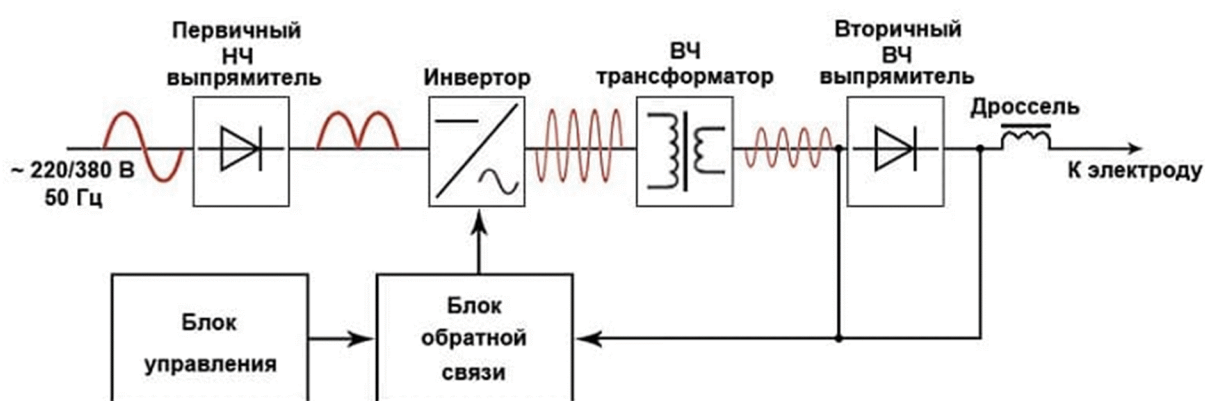 Первичный
НЧ
выпрямитель
Инвертор
ВЧ
трансформатор
Вторичный
ВЧ
выпрямитель
Дроссель
~ 220/380 В
50 Гц
К электроду
Блок
управления
Блок
обратной
связи